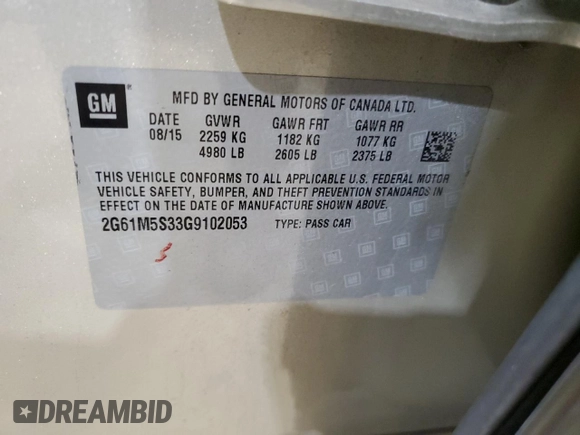 GM
MFD BY GENERAL MOTORS OF CANADA LTD.
DATE GVWR GAWR FRT GAWR RR
08/15 2259 KG 1182 KG 1077 KG
4980 LB 2605 LB 2375 LB
THIS VEHICLE CONFORMS TO ALL APPLICABLE U.S. FEDERAL MOTOR
VEHICLE SAFETY, BUMPER, AND THEFT PREVENTION STANDARDS IN
EFFECT ON THE DATE OF MANUFACTURE SHOWN ABOVE.
2G61M5S33G9102053 TYPE: PASS CAR
DREAMBID